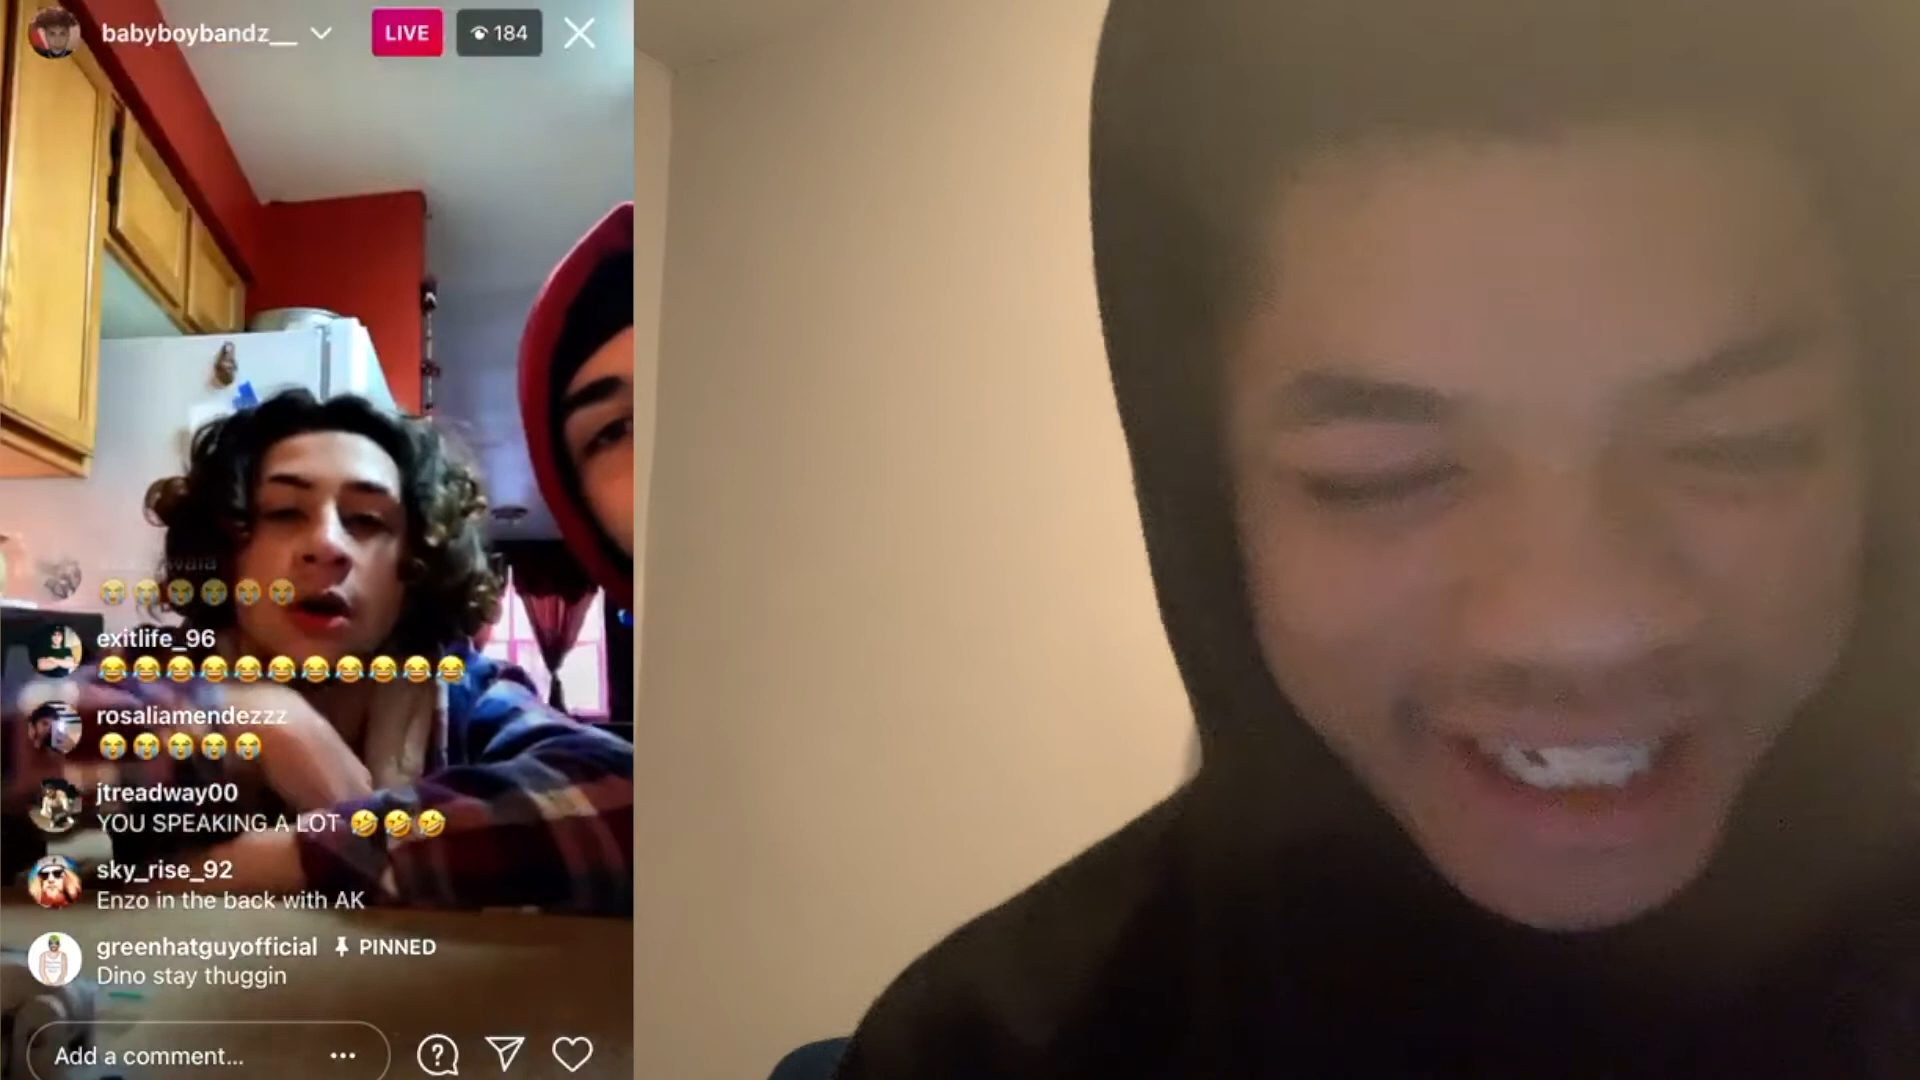 babyboybandz__
LIVE
184
exitlife_96
😂😂😂😂😂😂😂😂😂😂😂
rosaliamendezzz
😭😭😭😭😭
jtreadway00
YOU SPEAKING A LOT 🤣🤣🤣
sky_rise_92
Enzo in the back with AK
greenhatguyofficial PINNED
Dino stay thuggin
Add a comment...